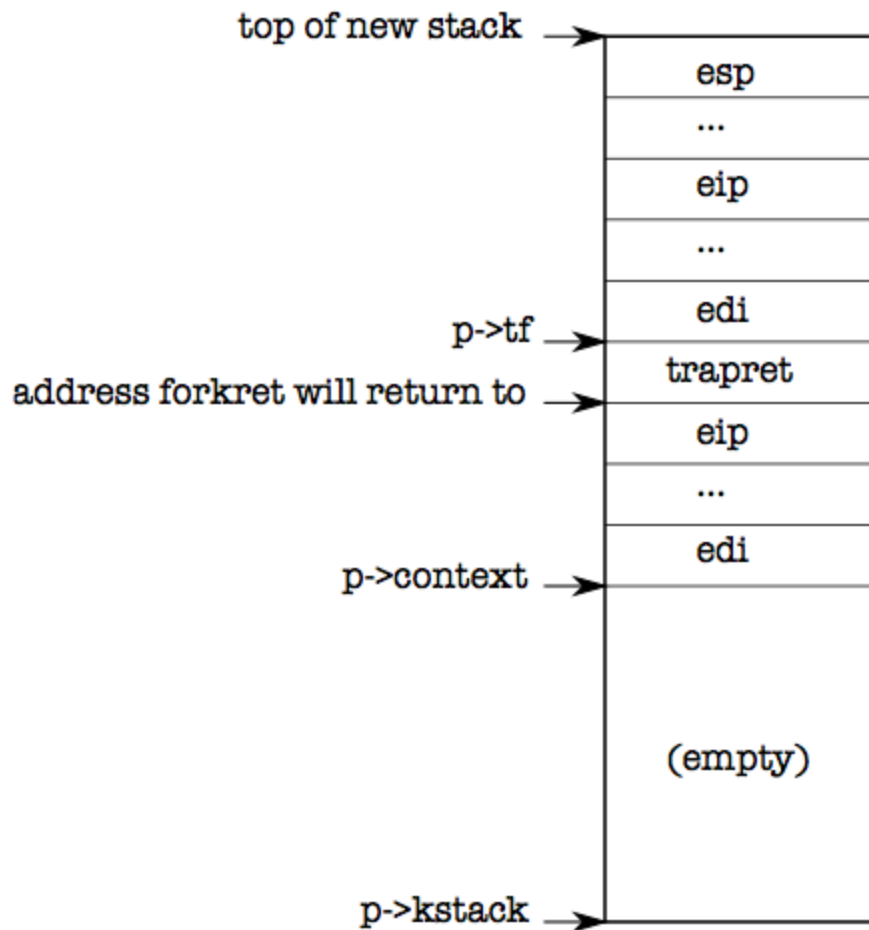 top of new stack
esp
...
eip
...
edi
p->tf
trapret
address forkret will return to
eip
...
edi
p->context
(empty)
p->kstack